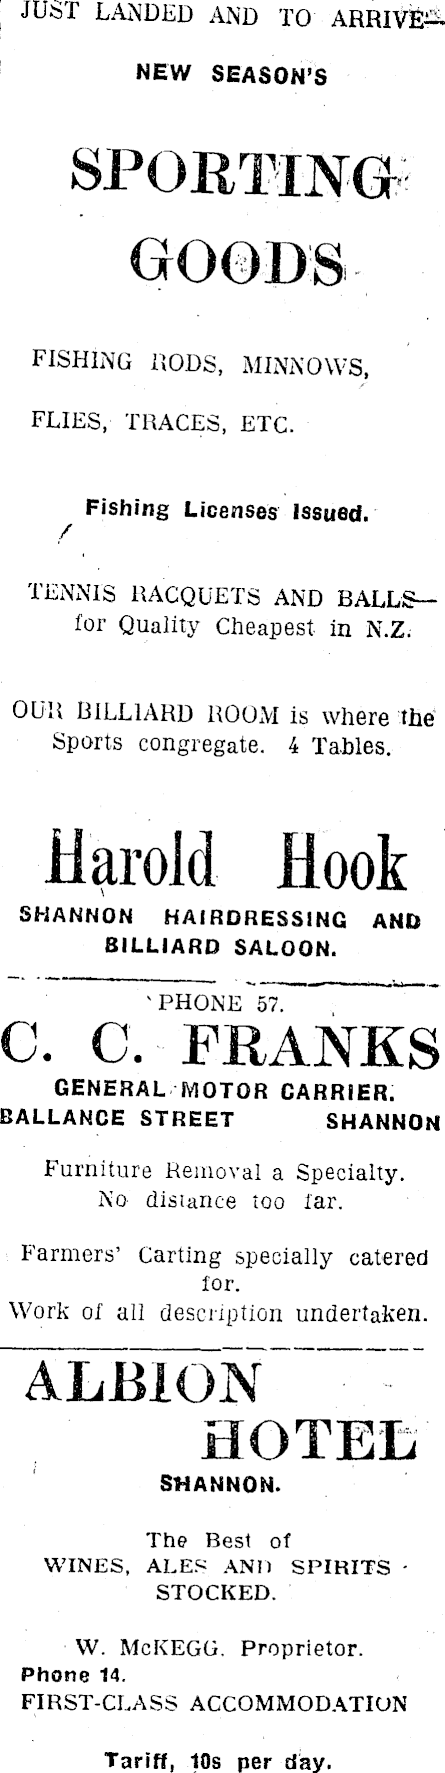 JUST LANDED AND TO ARRIVE—
NEW SEASON'S
SPORTING
GOODS
FISHING RODS, MINNOWS,
FLIES, TRACES, ETC.
Fishing Licenses Issued.
TENNIS RACQUETS AND BALLS—
for Quality Cheapest in N.Z.
OUR BILLIARD ROOM is where the
Sports congregate. 4 Tables.
Harold Hook
SHANNON HAIRDRESSING AND
BILLIARD SALOON.
PHONE 57.
C. C. FRANKS
GENERAL MOTOR CARRIER.
BALLANCE STREET SHANNON
Furniture Removal a Specialty.
No distance too far.
Farmers' Carting specially catered
for.
Work of all description undertaken.
ALBION
HOTEL
SHANNON.
The Best of
WINES, ALES AND SPIRITS
STOCKED.
W. McKEGG. Proprietor.
Phone 14.
FIRST-CLASS ACCOMMODATION
Tariff, 10s per day.